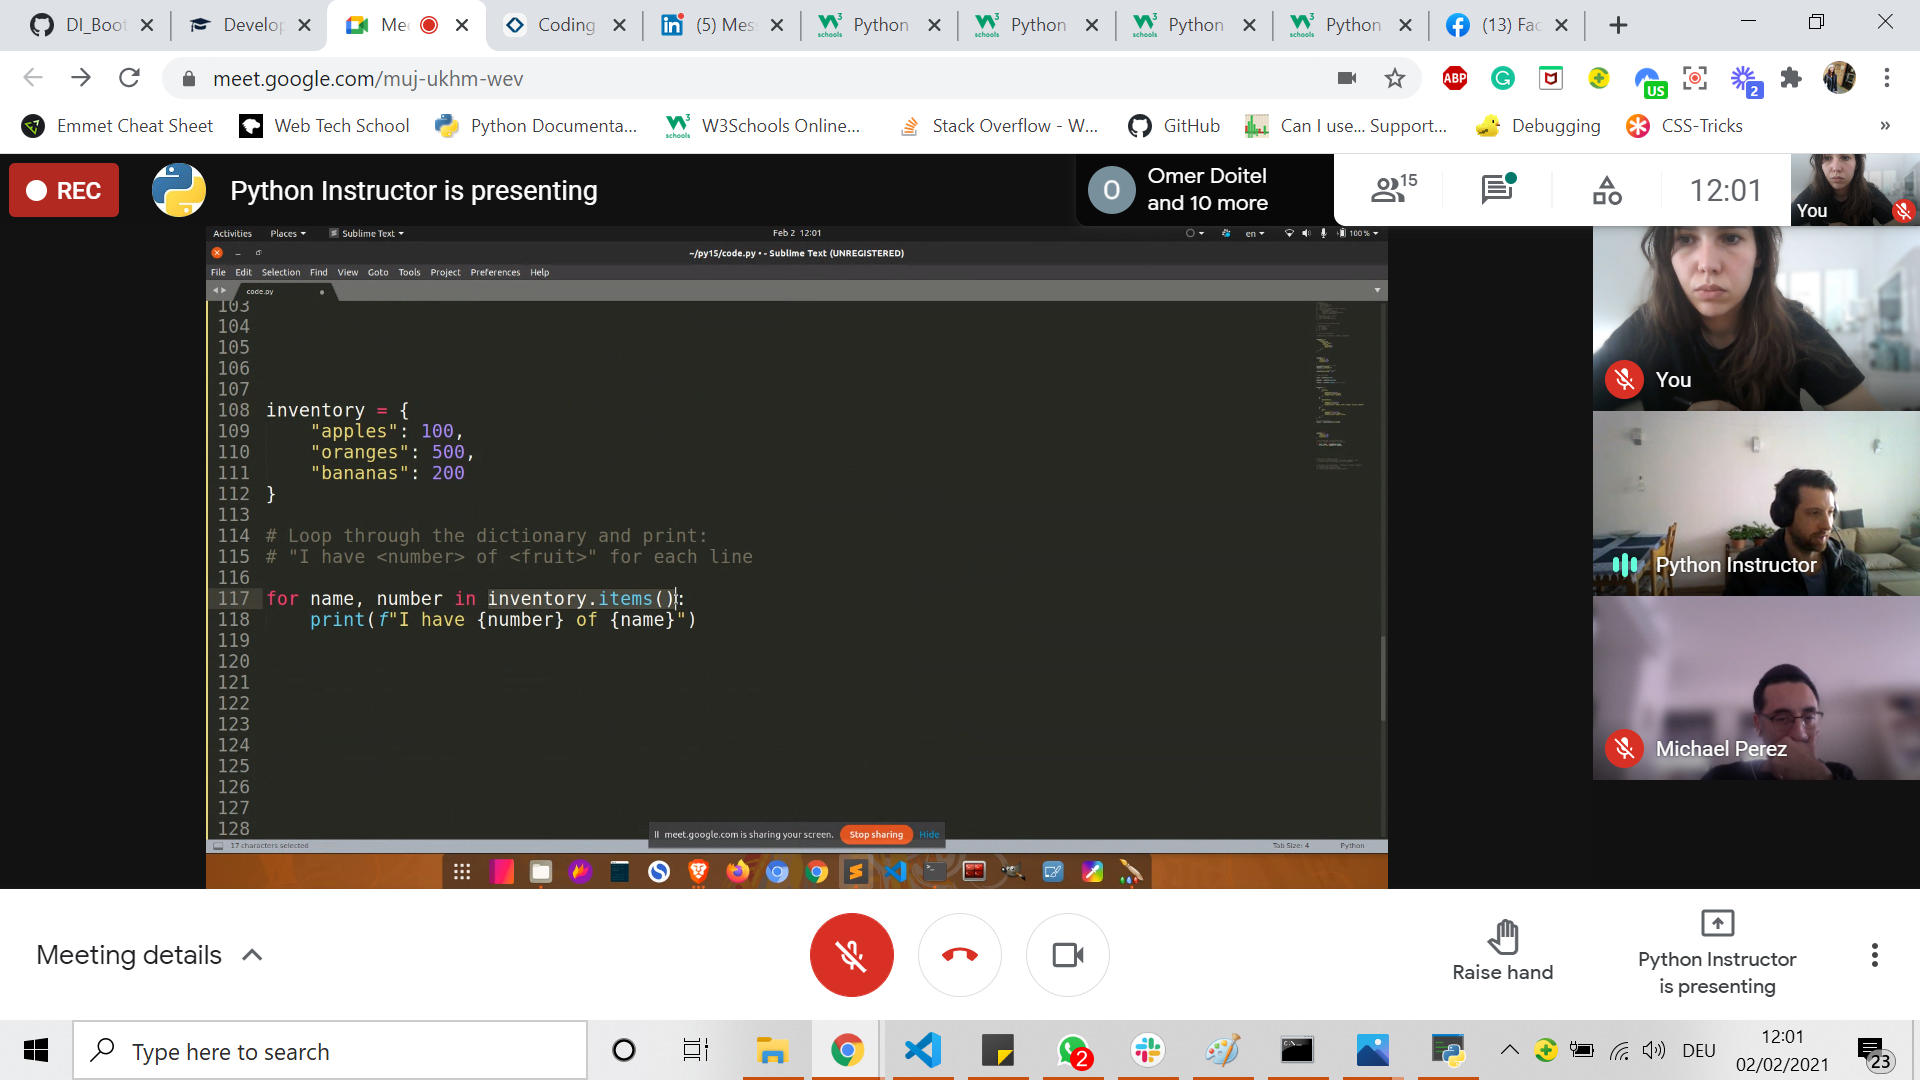 DI_Boot
Develop
Mee
Coding
(5) Mes
Python
Python
Python
Python
(13) Fac
meet.google.com/muj-ukhm-wev
ABP
US
2
Emmet Cheat Sheet
Web Tech School
Python Documenta...
W3Schools Online...
Stack Overflow - W...
GitHub
Can I use... Support...
Debugging
CSS-Tricks
»
REC
Python Instructor is presenting
O
Omer Doitel
and 10 more
15
12:01
You
Activities
Places
Sublime Text
Feb 2 12:01
en
100 %
~/py15/code.py • - Sublime Text (UNREGISTERED)
File Edit Selection Find View Goto Tools Project Preferences Help
code.py
103
104
105
106
107
108 inventory = {
109 "apples": 100,
110 "oranges": 500,
111 "bananas": 200
112 }
113
114 # Loop through the dictionary and print:
115 # "I have <number> of <fruit>" for each line
116
117 for name, number in inventory.items():
118 print(f"I have {number} of {name}")
119
120
121
122
123
124
125
126
127
128
meet.google.com is sharing your screen.
Stop sharing
Hide
17 characters selected
Tab Size: 4
Python
You
Python Instructor
Michael Perez
Meeting details
Raise hand
Python Instructor
is presenting
Type here to search
2
DEU
12:01
02/02/2021
23